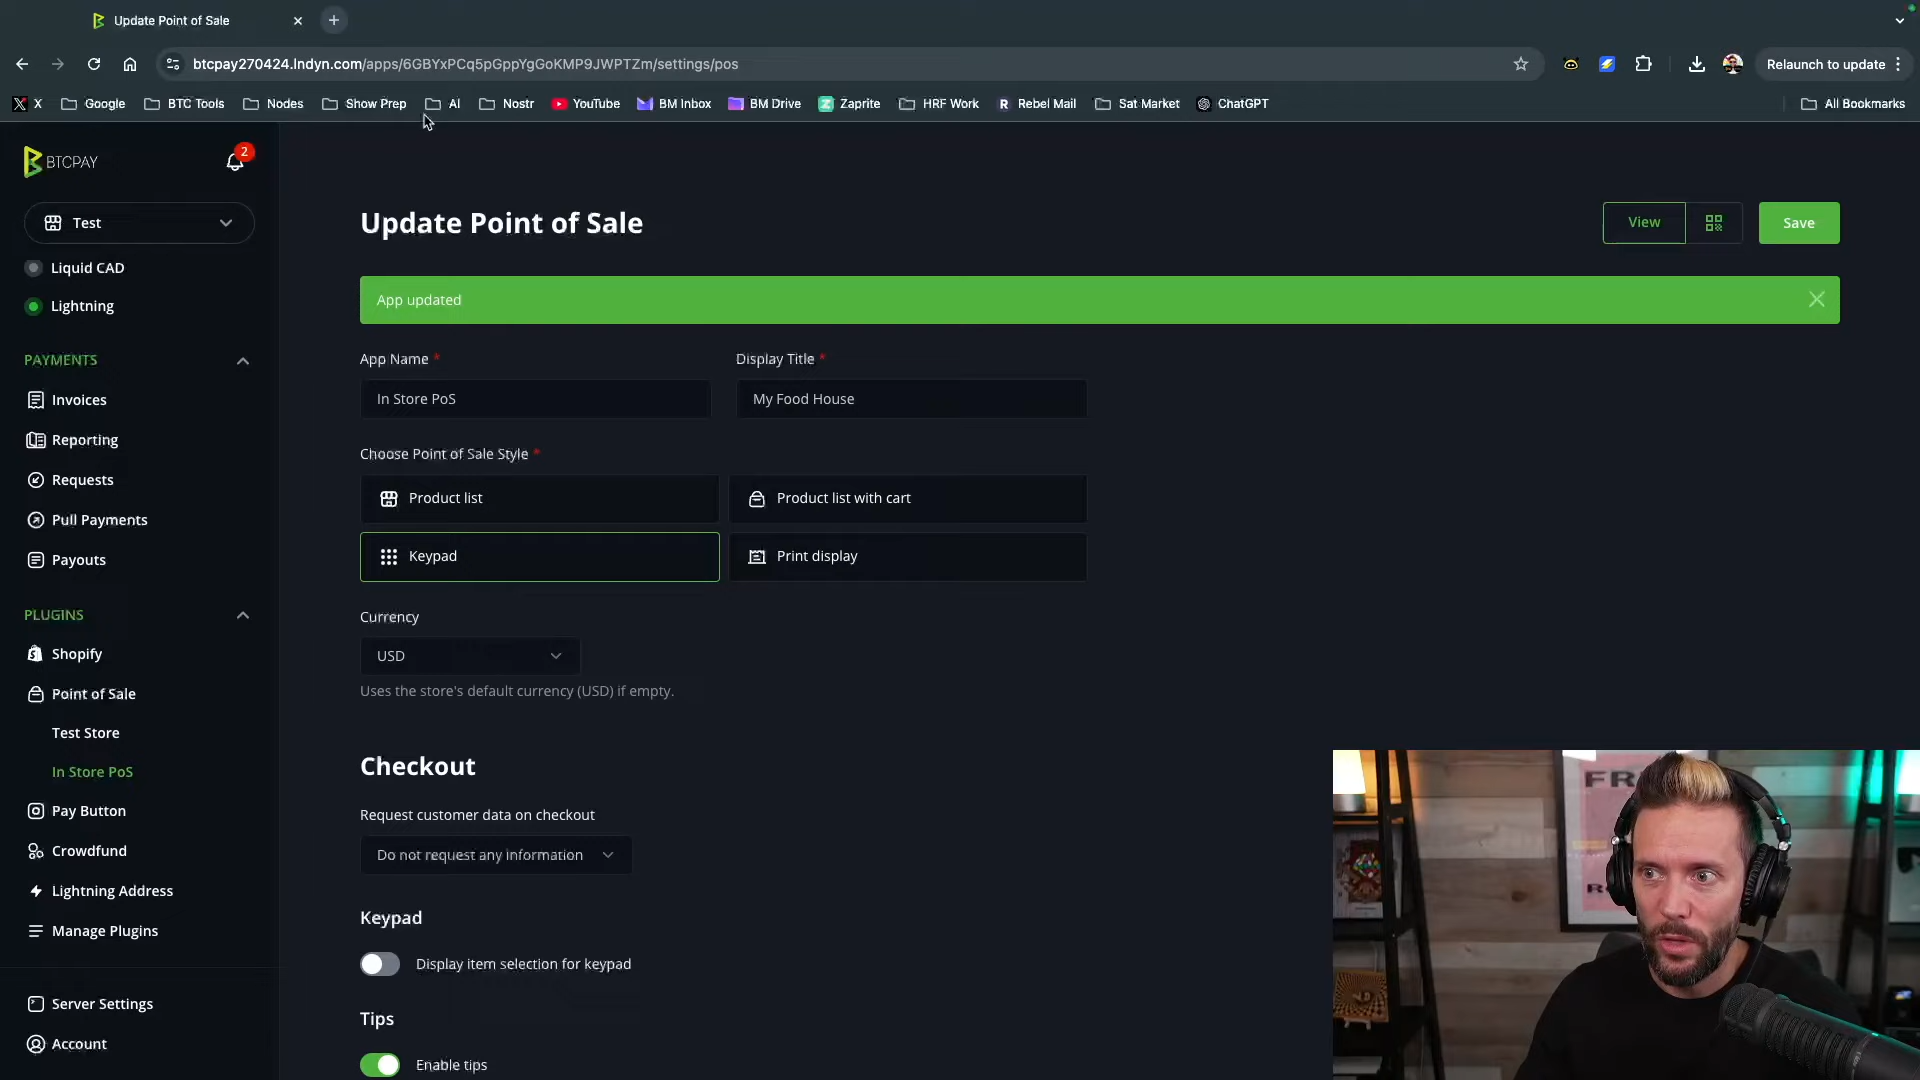 Update Point of Sale
btcpay270424.lndyn.com/apps/6GBYxPCq5pGppYgGoKMP9JWPTZm/settings/pos
Relaunch to update
X
Google
BTC Tools
Nodes
Show Prep
AI
Nostr
YouTube
BM Inbox
BM Drive
Zaprite
HRF Work
Rebel Mail
Sat Market
ChatGPT
All Bookmarks
BTCPAY
2
Test
Liquid CAD
Lightning
PAYMENTS
Invoices
Reporting
Requests
Pull Payments
Payouts
PLUGINS
Shopify
Point of Sale
Test Store
In Store PoS
Pay Button
Crowdfund
Lightning Address
Manage Plugins
Server Settings
Account
Update Point of Sale
View
Save
App updated
App Name *
Display Title *
In Store PoS
My Food House
Choose Point of Sale Style *
Product list
Product list with cart
Keypad
Print display
Currency
USD
Uses the store's default currency (USD) if empty.
Checkout
Request customer data on checkout
Do not request any information
Keypad
Display item selection for keypad
Tips
Enable tips